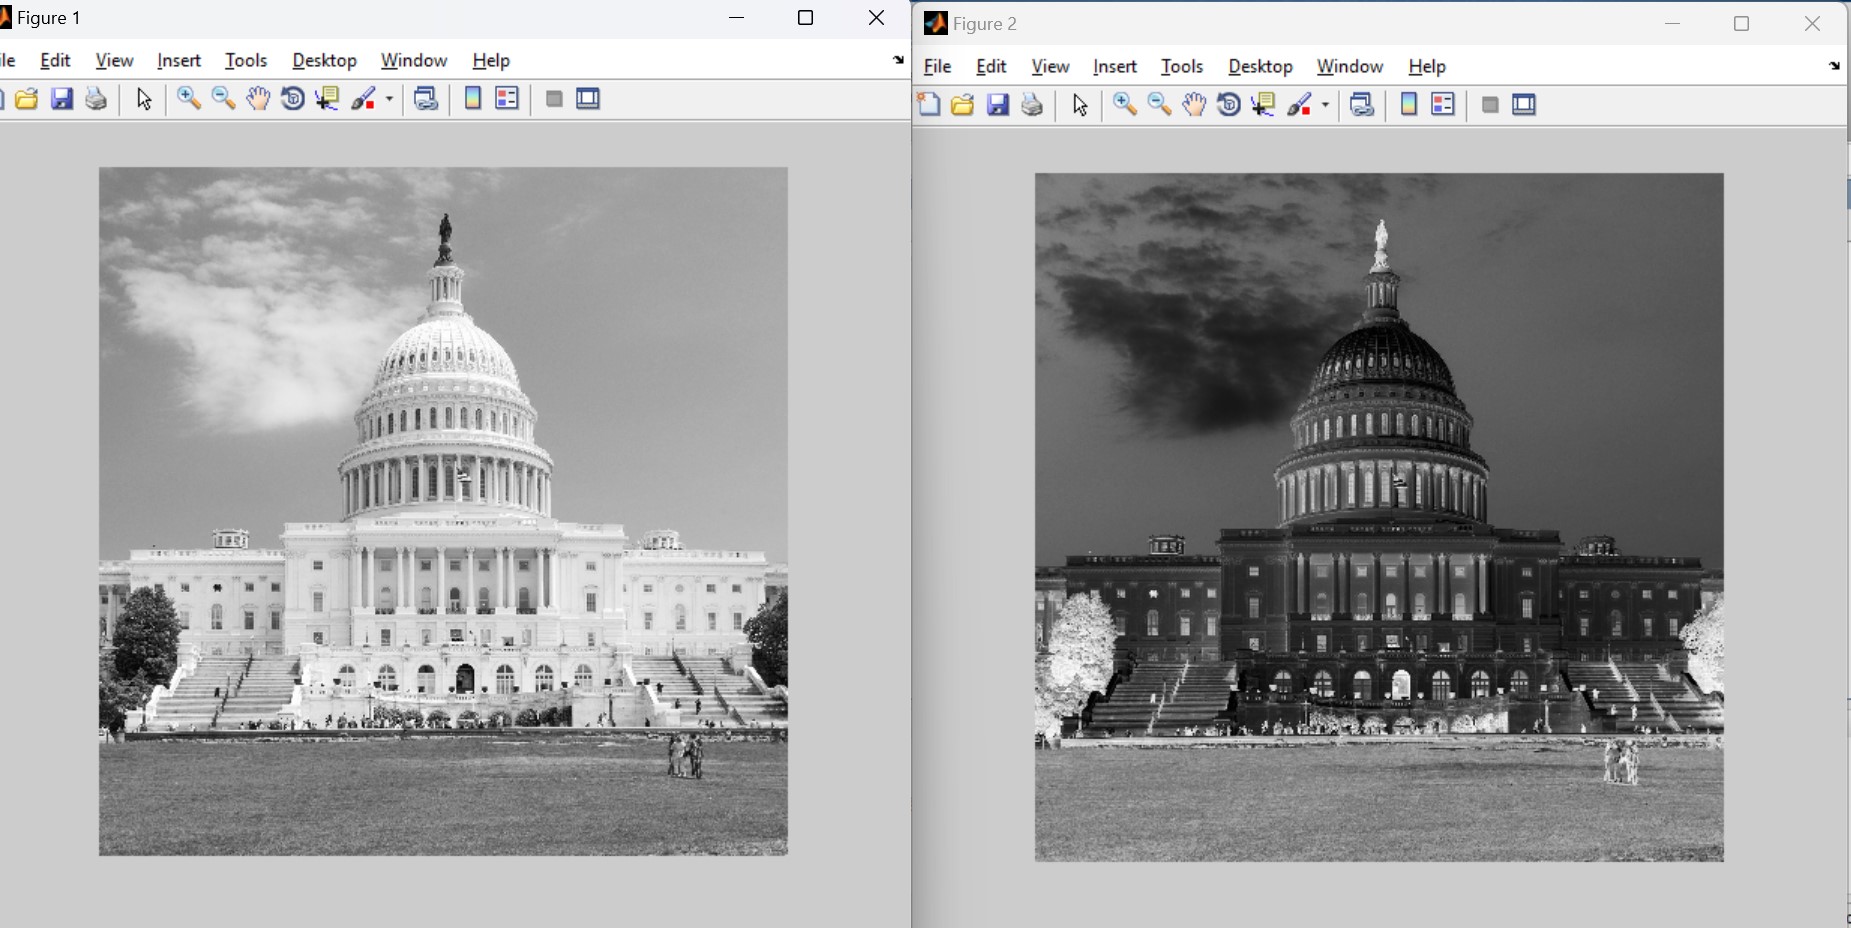 Figure 1
ile Edit View Insert Tools Desktop Window Help
Figure 2
File Edit View Insert Tools Desktop Window Help